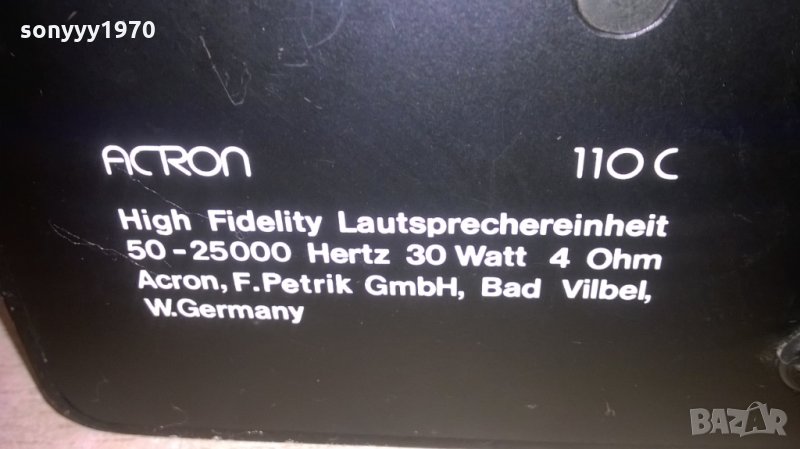 sonyyy1970
ACRON 110 C
High Fidelity Lautsprechereinheit
50-25000 Hertz 30 Watt 4 Ohm
Acron, F. Petrik GmbH, Bad Vilbel,
W.Germany
BAZAR